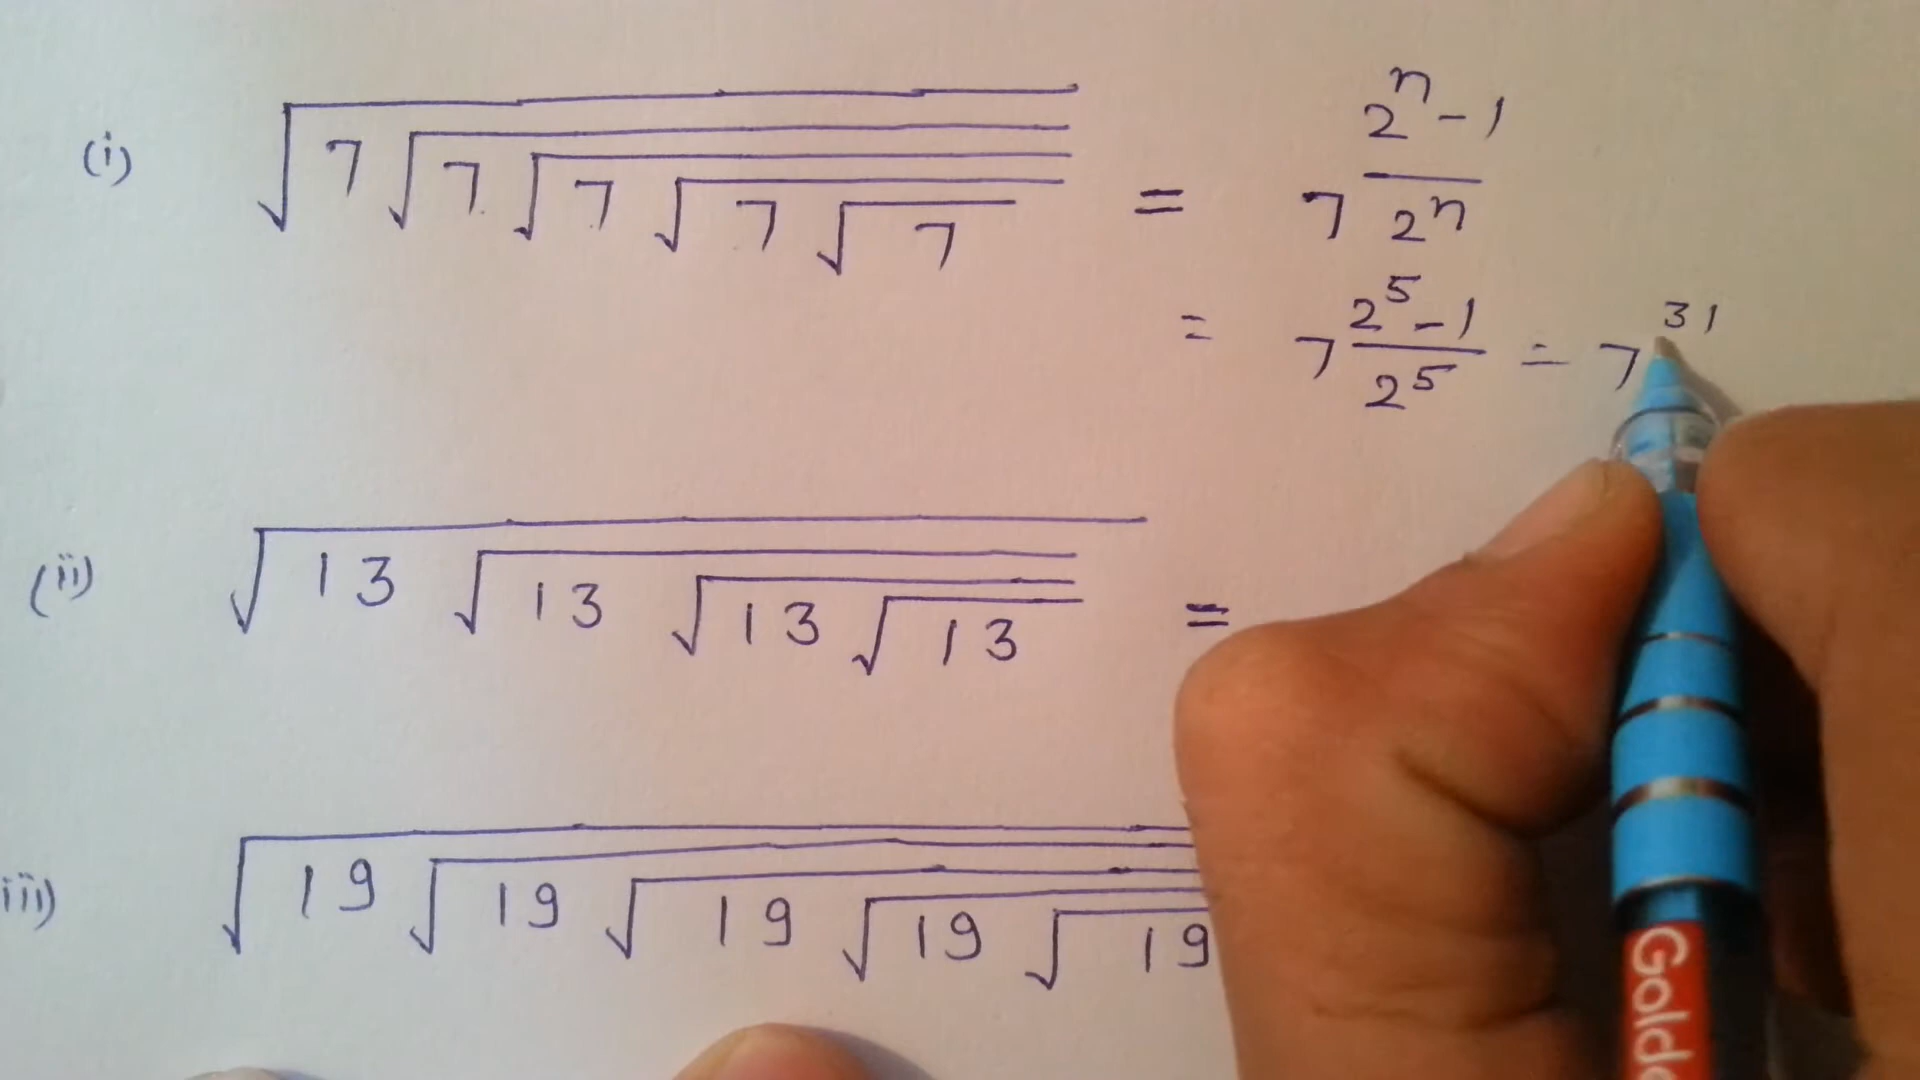 (i) √7√7√7√7√7 = 7^(2^n - 1)/(2^n)
= 7^(2^5 - 1)/(2^5) = 7^31
(ii) √13√13√13√13 =
iii) √19√19√19√19√19
Golde